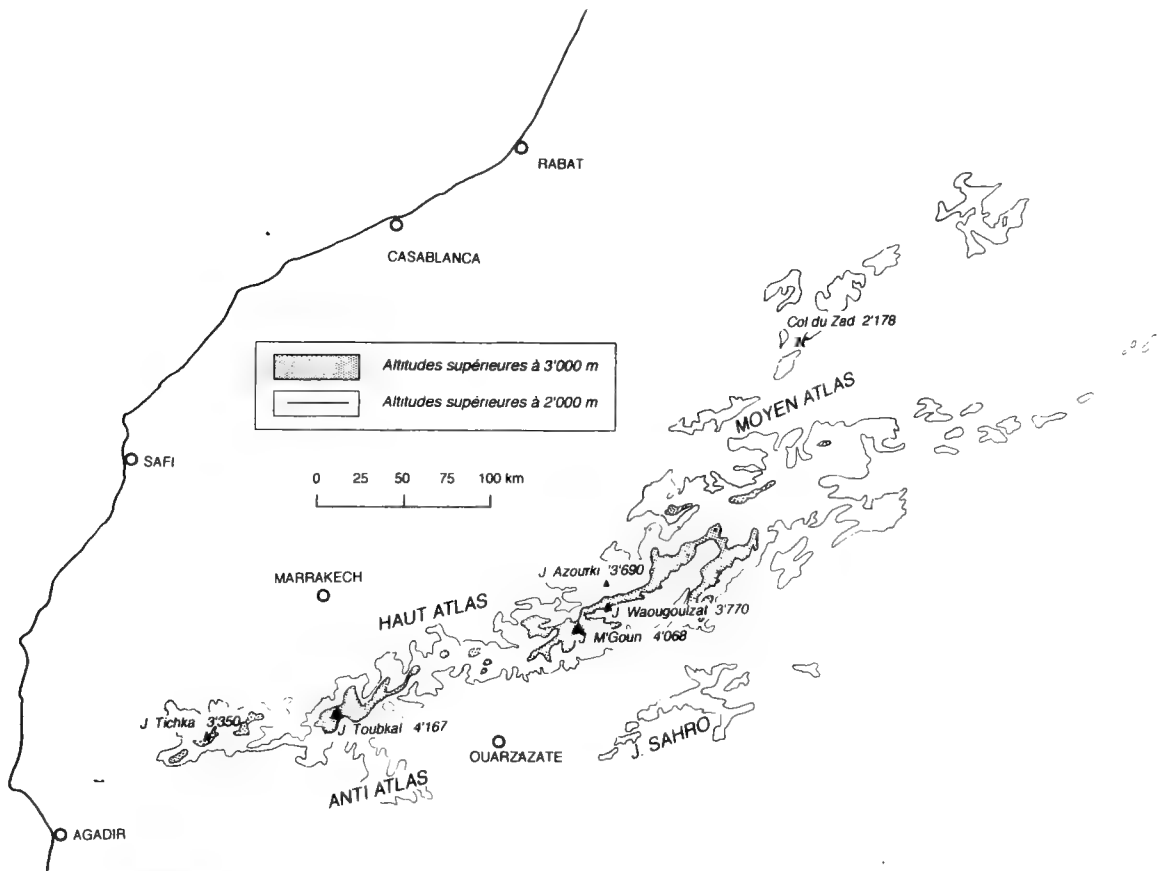 RABAT
CASABLANCA
Col du Zad 2'178
Altitudes supérieures à 3'000 m
Altitudes supérieures à 2'000 m
MOYEN ATLAS
SAFI
0 25 50 75 100 km
J Azourki 3'690
MARRAKECH
HAUT ATLAS
J Waougoulzat 3'770
M'Goun 4'068
J Tichka 3'350
J Toubkal 4'167
J. SAHRO
OUARZAZATE
ANTI ATLAS
AGADIR